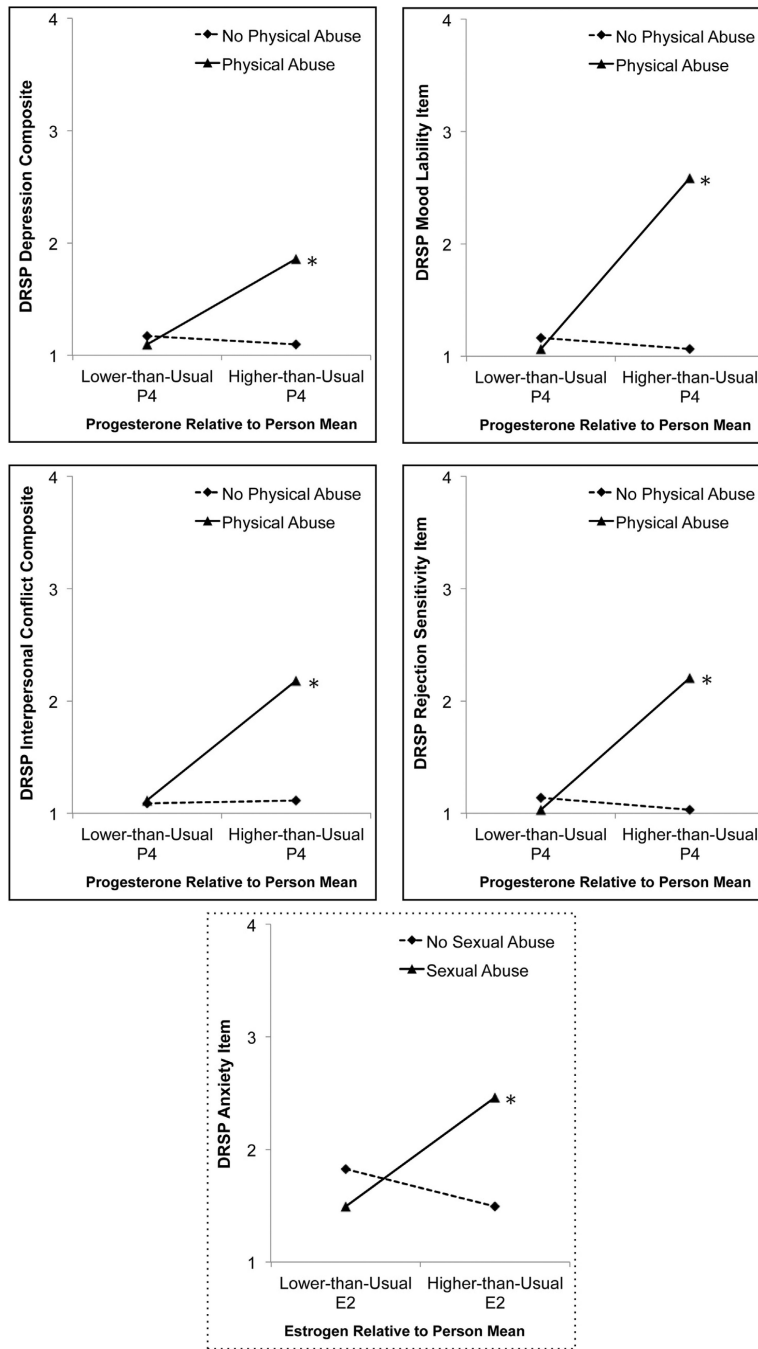 4
No Physical Abuse
Physical Abuse
3
2
*
1
DRSP Depression Composite
Lower-than-Usual Higher-than-Usual
P4 P4
Progesterone Relative to Person Mean
4
No Physical Abuse
Physical Abuse
3
*
2
1
DRSP Mood Lability Item
Lower-than-Usual Higher-than-Usual
P4 P4
Progesterone Relative to Person Mean
4
No Physical Abuse
Physical Abuse
3
*
2
1
DRSP Interpersonal Conflict Composite
Lower-than-Usual Higher-than-Usual
P4 P4
Progesterone Relative to Person Mean
4
No Physical Abuse
Physical Abuse
3
*
2
1
DRSP Rejection Sensitivity Item
Lower-than-Usual Higher-than-Usual
P4 P4
Progesterone Relative to Person Mean
4
No Sexual Abuse
Sexual Abuse
3
*
2
1
DRSP Anxiety Item
Lower-than-Usual Higher-than-Usual
E2 E2
Estrogen Relative to Person Mean